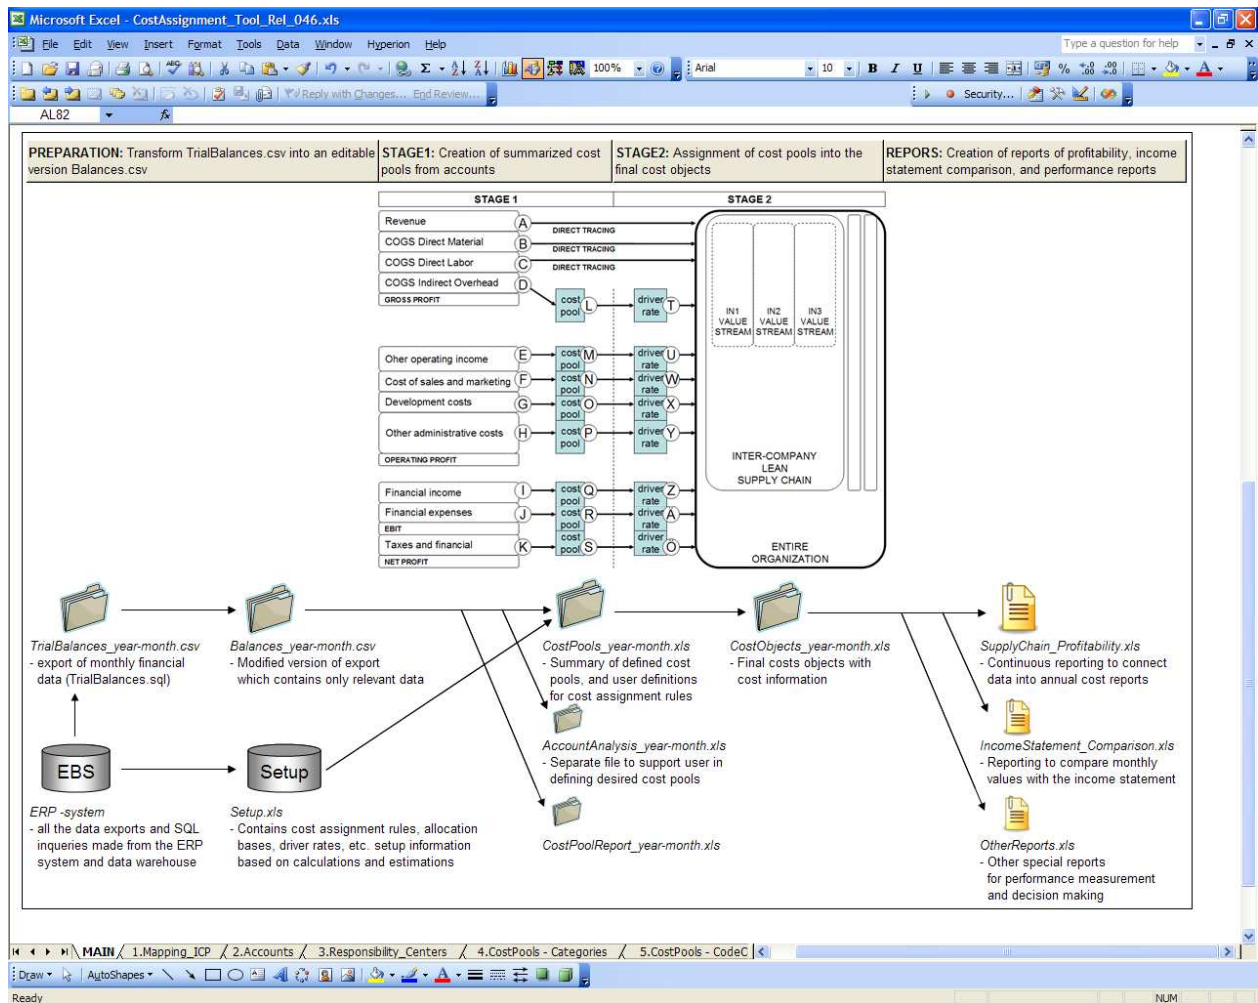 Microsoft Excel - CostAssignment_Tool_Rel_046.xls
File Edit View Insert Format Tools Data Window Hyperion Help
Type a question for help
100%
Arial
10
B I U
Reply with Changes... End Review...
Security...
AL82
fx
PREPARATION: Transform TrialBalances.csv into an editable
version Balances.csv
STAGE1: Creation of summarized cost
pools from accounts
STAGE2: Assignment of cost pools into the
final cost objects
REPORS: Creation of reports of profitability, income
statement comparison, and performance reports
STAGE 1
STAGE 2
Revenue A DIRECT TRACING
COGS Direct Material B DIRECT TRACING
COGS Direct Labor C DIRECT TRACING
COGS Indirect Overhead D
GROSS PROFIT
cost
pool L
driver
rate T
IN1
VALUE
STREAM
IN2
VALUE
STREAM
IN3
VALUE
STREAM
Oher operating income E
cost
pool M
driver
rate U
Cost of sales and marketing F
cost
pool N
driver
rate W
Development costs G
cost
pool O
driver
rate X
Other administrative costs H
cost
pool P
driver
rate Y
OPERATING PROFIT
INTER-COMPANY
LEAN
SUPPLY CHAIN
Financial income I
cost
pool Q
driver
rate Z
Financial expenses J
cost
pool R
driver
rate Å
EBIT
Taxes and financial K
cost
pool S
driver
rate Ö
NET PROFIT
ENTIRE
ORGANIZATION
TrialBalances_year-month.csv
- export of monthly financial
data (TrialBalances.sql)
Balances_year-month.csv
- Modified version of export
which contains only relevant data
CostPools_year-month.xls
- Summary of defined cost
pools, and user definitions
for cost assignment rules
CostObjects_year-month.xls
- Final costs objects with
cost information
SupplyChain_Profitability.xls
- Continuous reporting to connect
data into annual cost reports
AccountAnalysis_year-month.xls
- Separate file to support user in
defining desired cost pools
IncomeStatement_Comparison.xls
- Reporting to compare monthly
values with the income statement
EBS
Setup
ERP -system
- all the data exports and SQL
inqueries made from the ERP
system and data warehouse
Setup.xls
- Contains cost assignment rules, allocation
bases, driver rates, etc. setup information
based on calculations and estimations
CostPoolReport_year-month.xls
OtherReports.xls
- Other special reports
for performance measurement
and decision making
MAIN / 1.Mapping_ICP / 2.Accounts / 3.Responsibility_Centers / 4.CostPools - Categories / 5.CostPools - CodeC
Draw AutoShapes
Ready
NUM